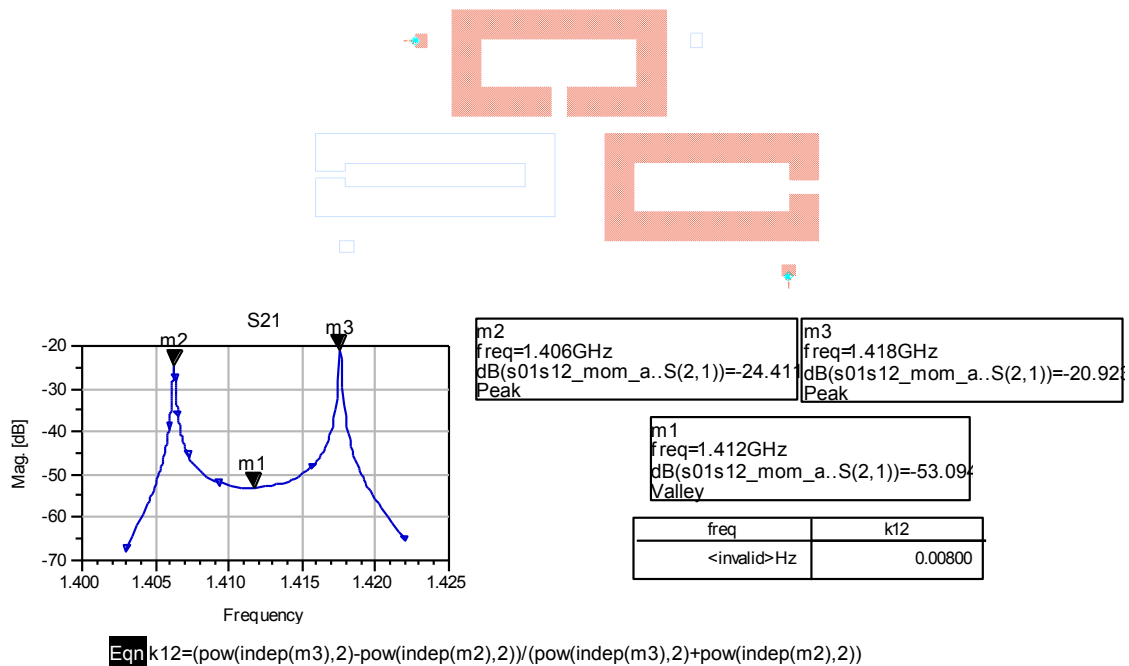 S21
m2
m3
m1
-20
-30
-40
-50
-60
-70
Mag. [dB]
1.400
1.405
1.410
1.415
1.420
1.425
Frequency
m2
freq=1.406GHz
dB(s01s12_mom_a..S(2,1))=-24.411
Peak
m3
freq=1.418GHz
dB(s01s12_mom_a..S(2,1))=-20.923
Peak
m1
freq=1.412GHz
dB(s01s12_mom_a..S(2,1))=-53.094
Valley
freq k12
<invalid>Hz 0.00800
Eqn k12=(pow(indep(m3),2)-pow(indep(m2),2))/(pow(indep(m3),2)+pow(indep(m2),2))